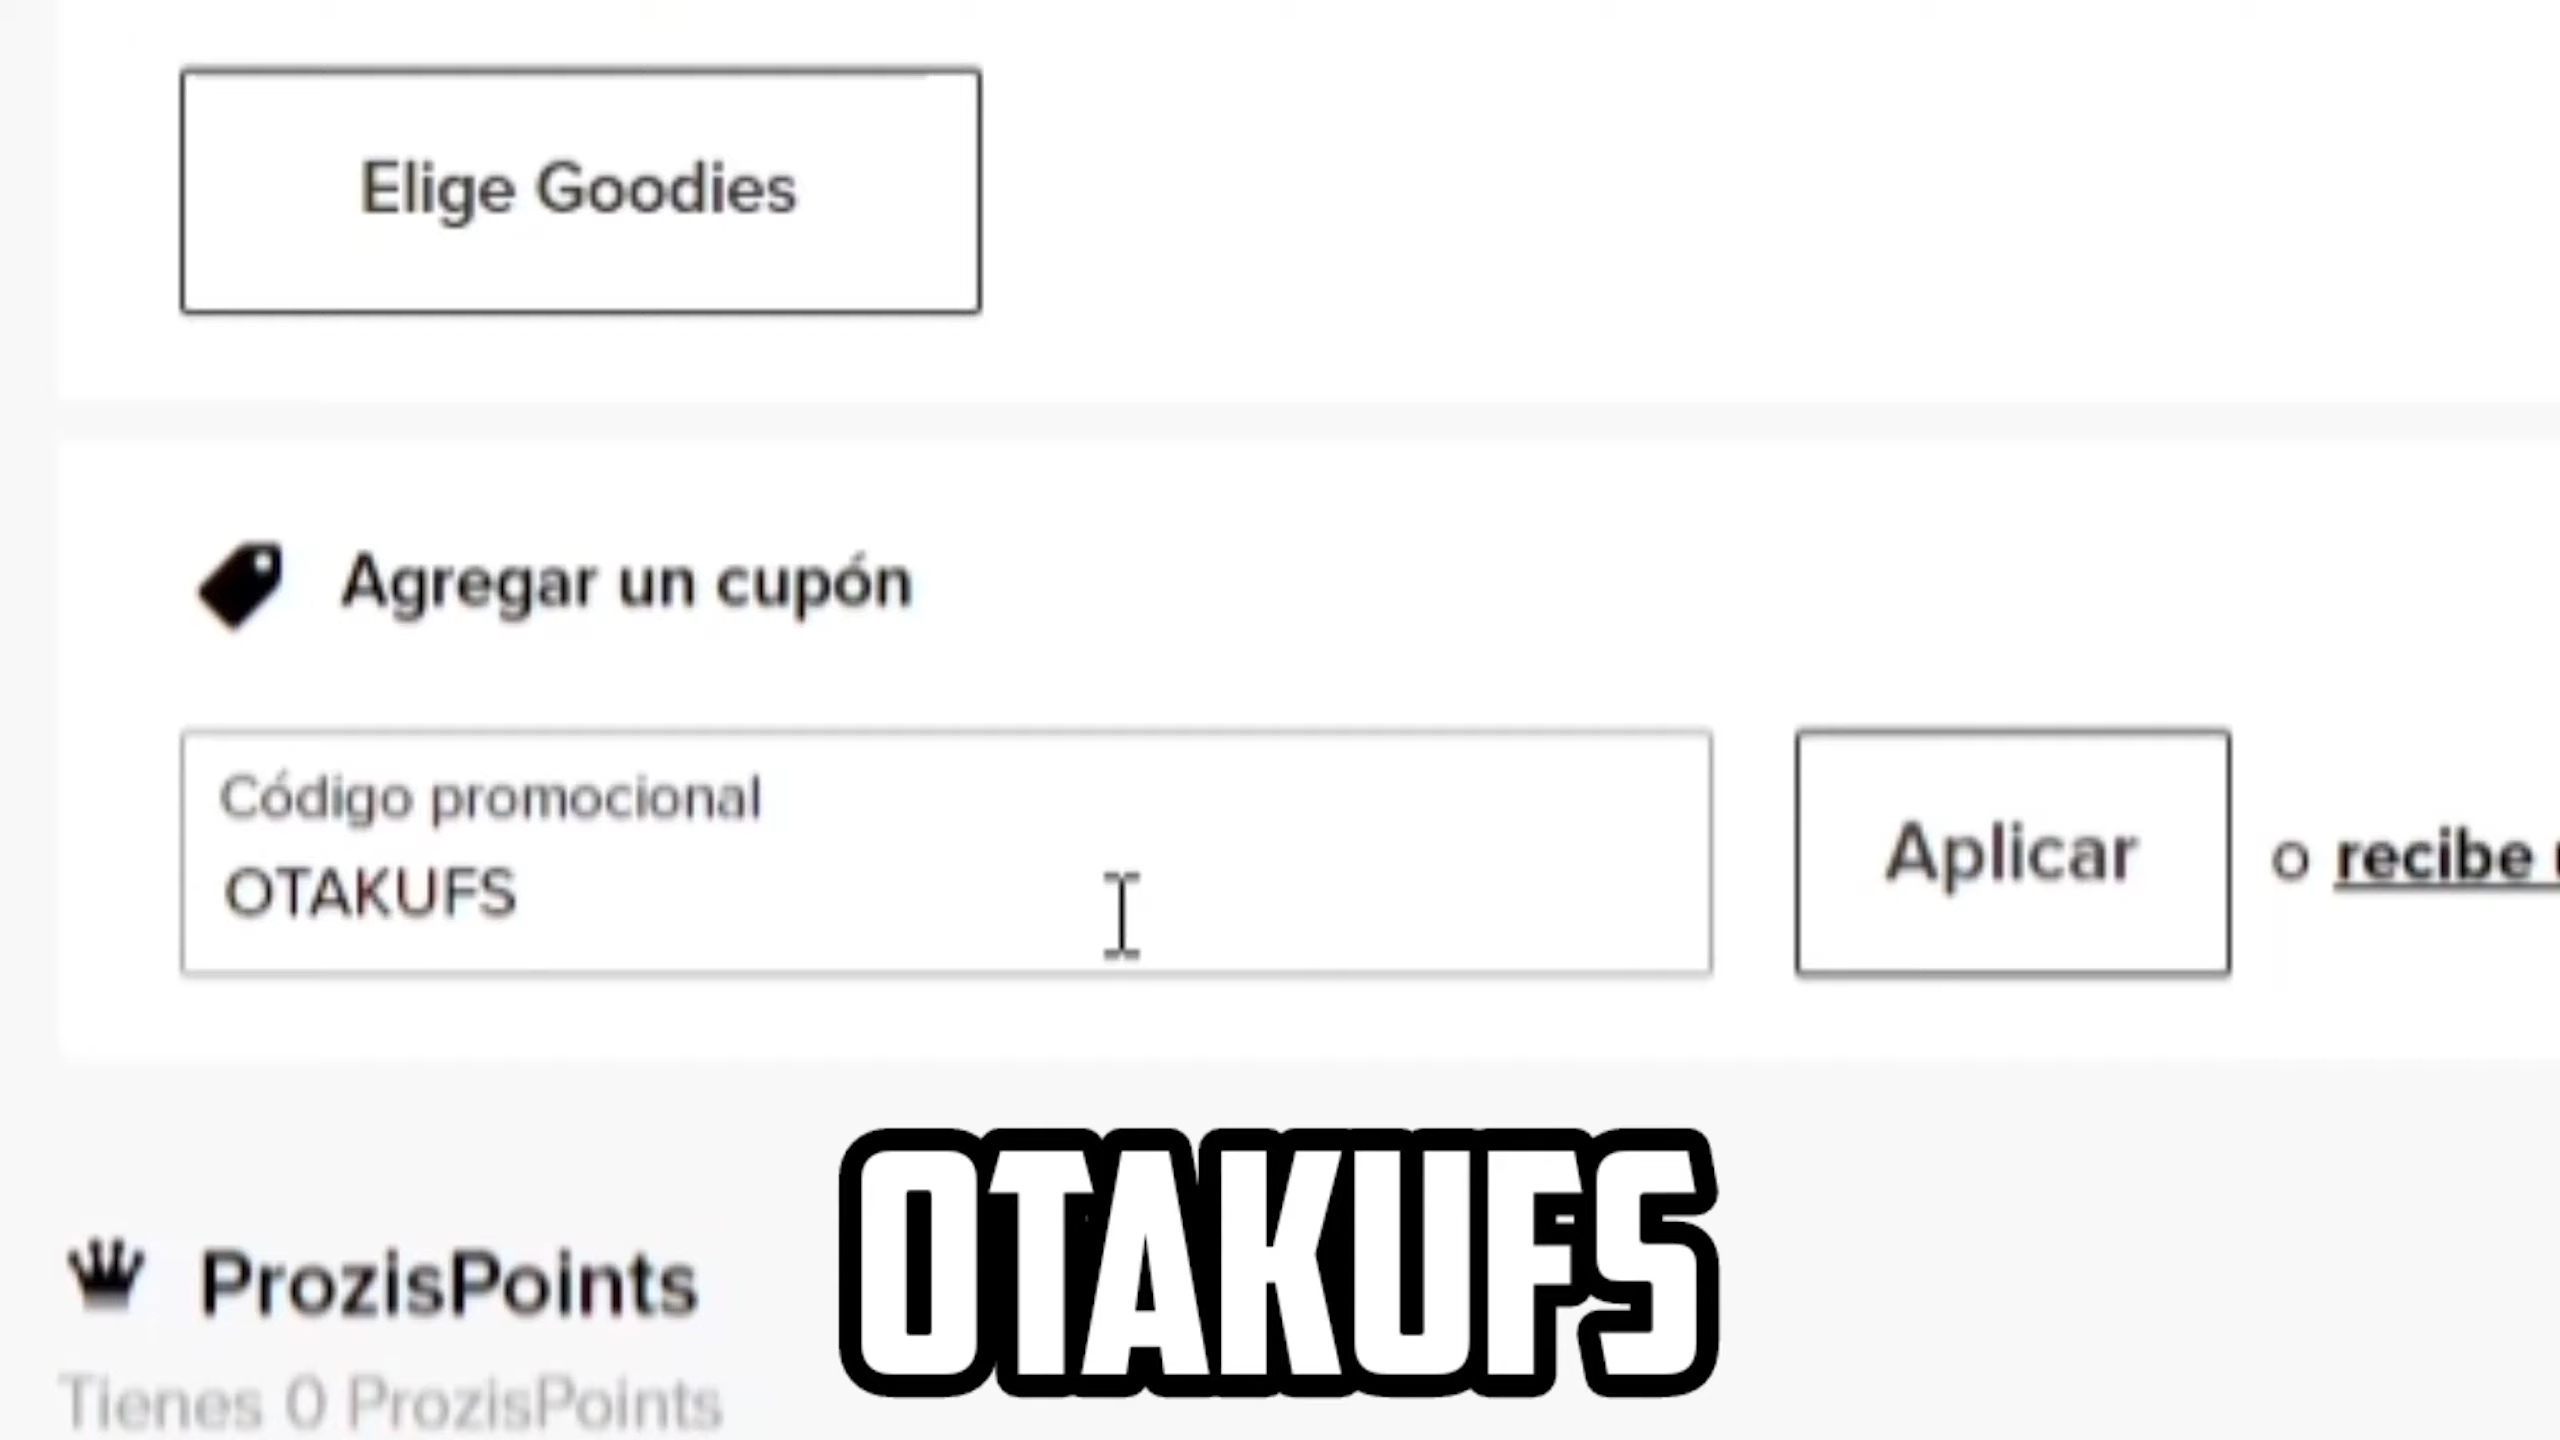 Elige Goodies
Agregar un cupón
Código promocional
OTAKUFS
Aplicar
o recibe
OTAKUFS
ProzisPoints
Tienes 0 ProzisPoints